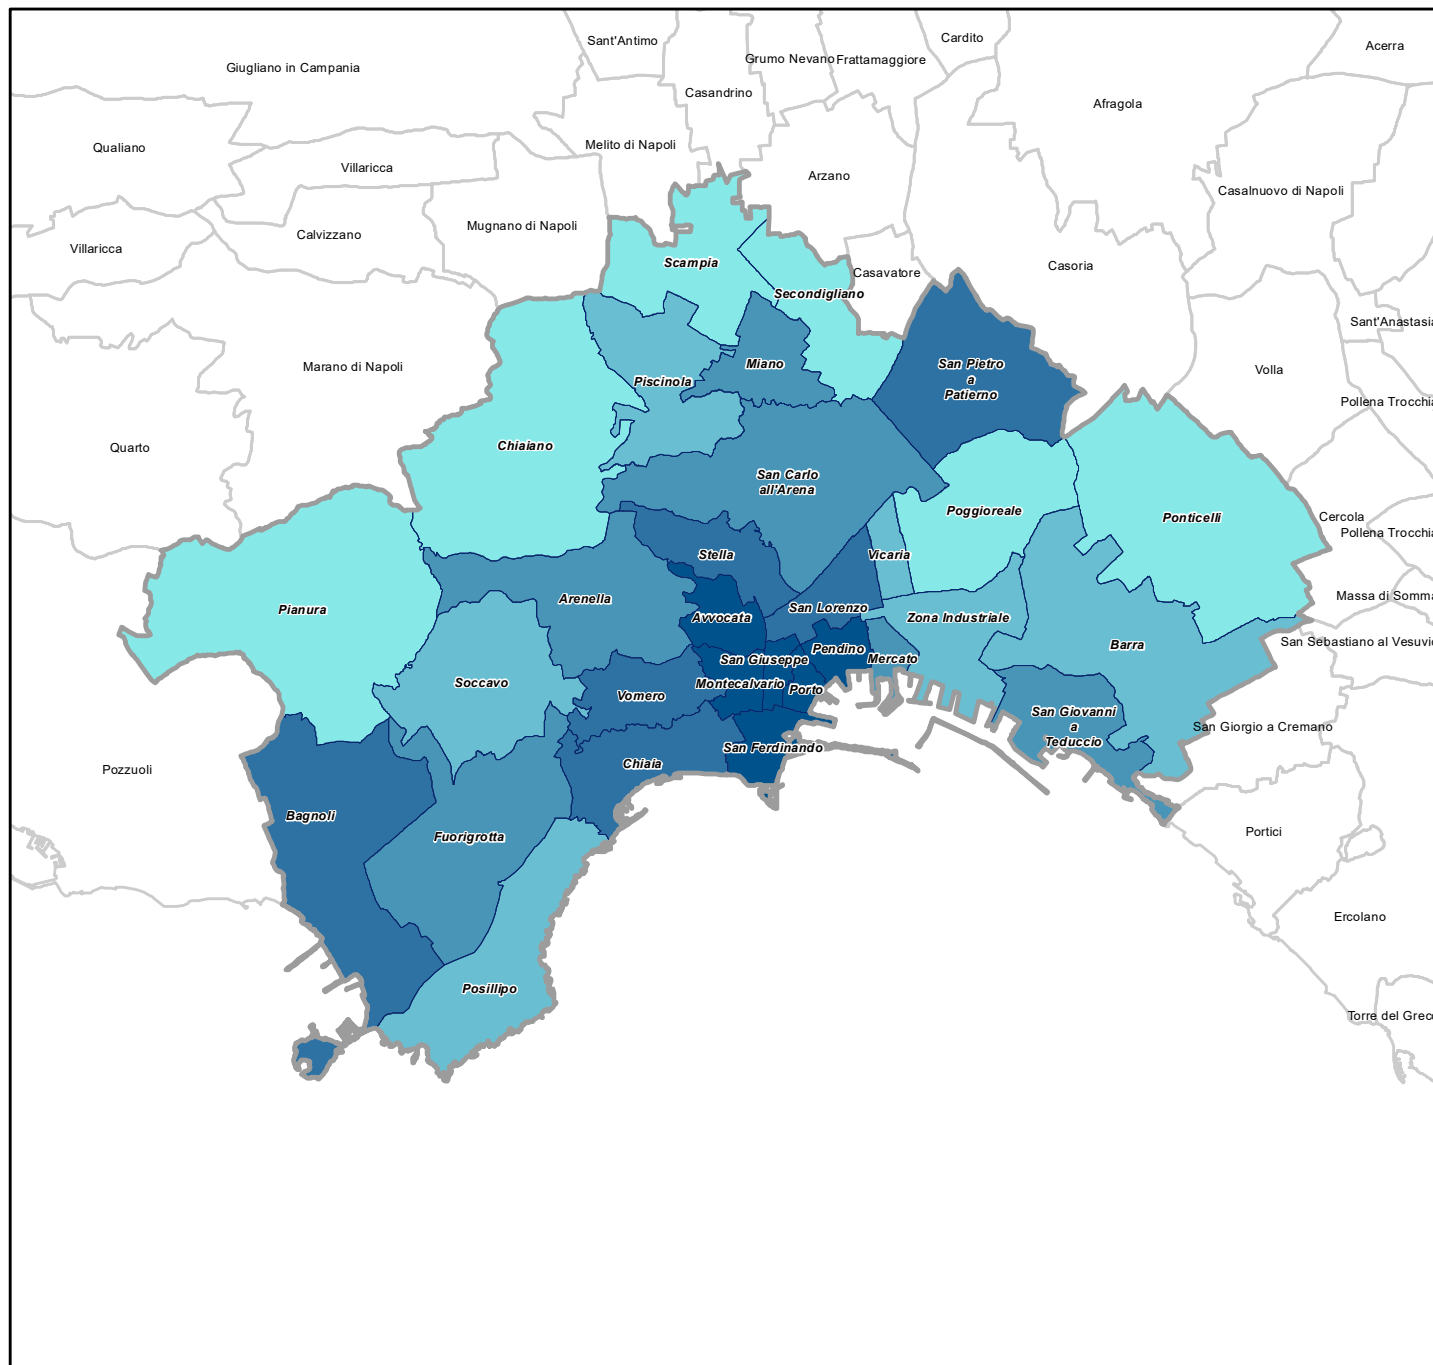 Sant'Antimo
Cardito
Acerra
Giugliano in Campania
Grumo Nevano
Frattamaggiore
Casandrino
Afragola
Qualiano
Melito di Napoli
Villaricca
Arzano
Casalnuovo di Napoli
Mugnano di Napoli
Calvizzano
Villaricca
Scampia
Casavatore
Casoria
Secondigliano
Sant'Anastasia
Marano di Napoli
Miano
San Pietro
a
Patierno
Volla
Piscinola
Pollena Trocchia
Quarto
Chiaiano
San Carlo
all'Arena
Poggioreale
Ponticelli
Cercola
Pollena Trocchia
Stella
Vicaria
Massa di Somma
Pianura
Arenella
San Lorenzo
Avvocata
Zona Industriale
Barra
San Sebastiano al Vesuvio
Pendino
San Giuseppe
Mercato
Soccavo
Montecalvario
Porto
Vomero
San Giovanni
a
Teduccio
San Giorgio a Cremano
San Ferdinando
Chiaia
Pozzuoli
Bagnoli
Fuorigrotta
Portici
Ercolano
Posillipo
Torre del Greco